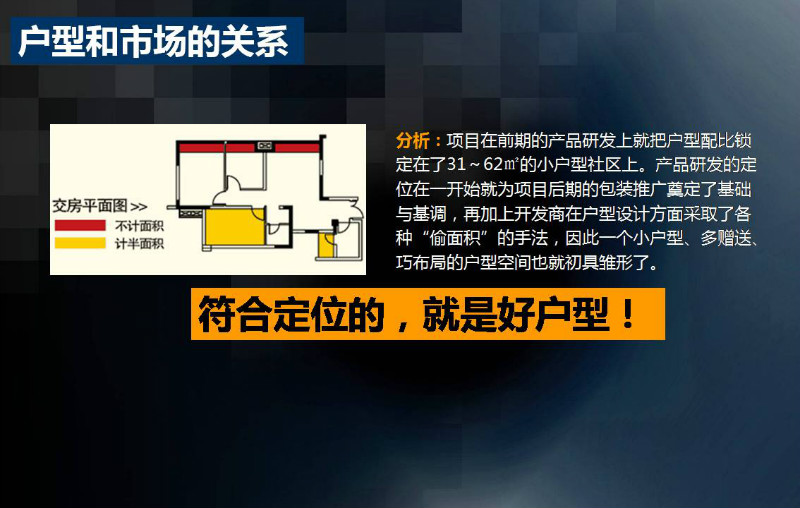 户型和市场的关系
交房平面图>>
不计面积
计半面积
分析：项目在前期的产品研发上就把户型配比锁
定在了31～62㎡的小户型社区上。产品研发的定
位在一开始就为项目后期的包装推广奠定了基础
与基调，再加上开发商在户型设计方面采取了各
种“偷面积”的手法，因此一个小户型、多赠送、
巧布局的户型空间也就初具雏形了。
符合定位的，就是好户型！